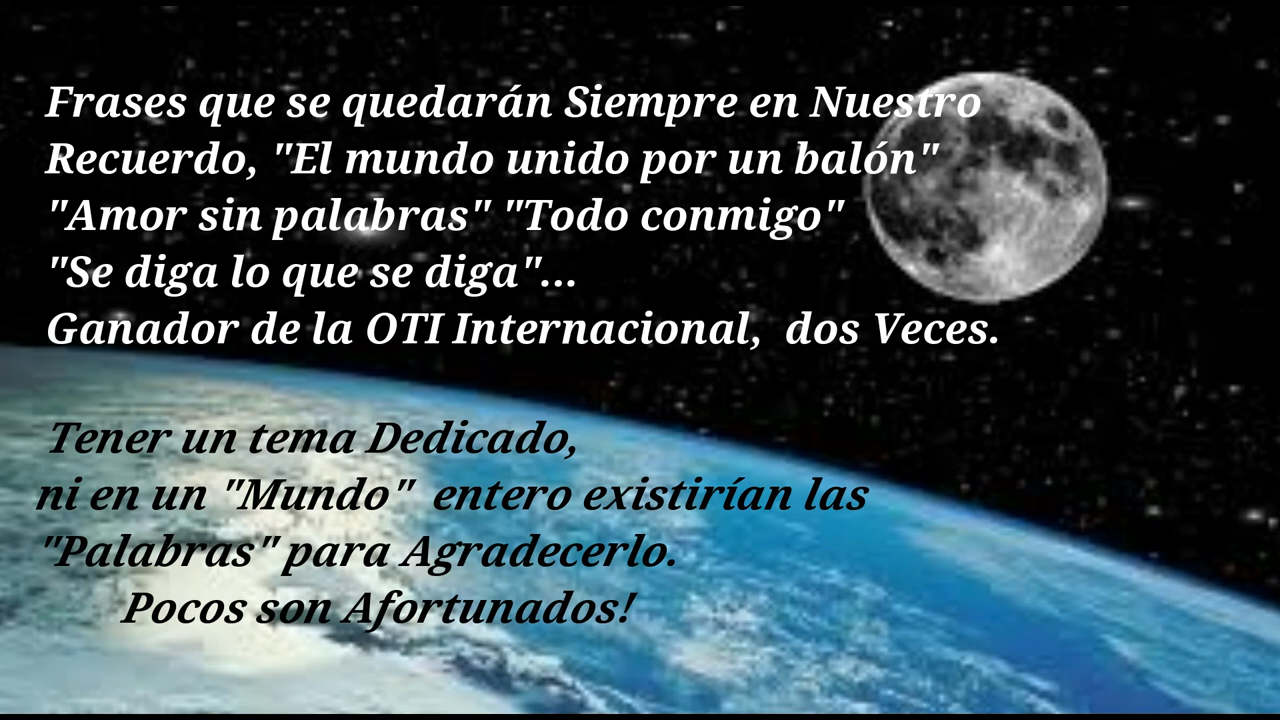 Frases que se quedarán Siempre en Nuestro
Recuerdo, "El mundo unido por un balón"
"Amor sin palabras" "Todo conmigo"
"Se diga lo que se diga"...
Ganador de la OTI Internacional,  dos Veces.
Tener un tema Dedicado,
ni en un "Mundo"  entero existirían las
"Palabras" para Agradecerlo.
Pocos son Afortunados!